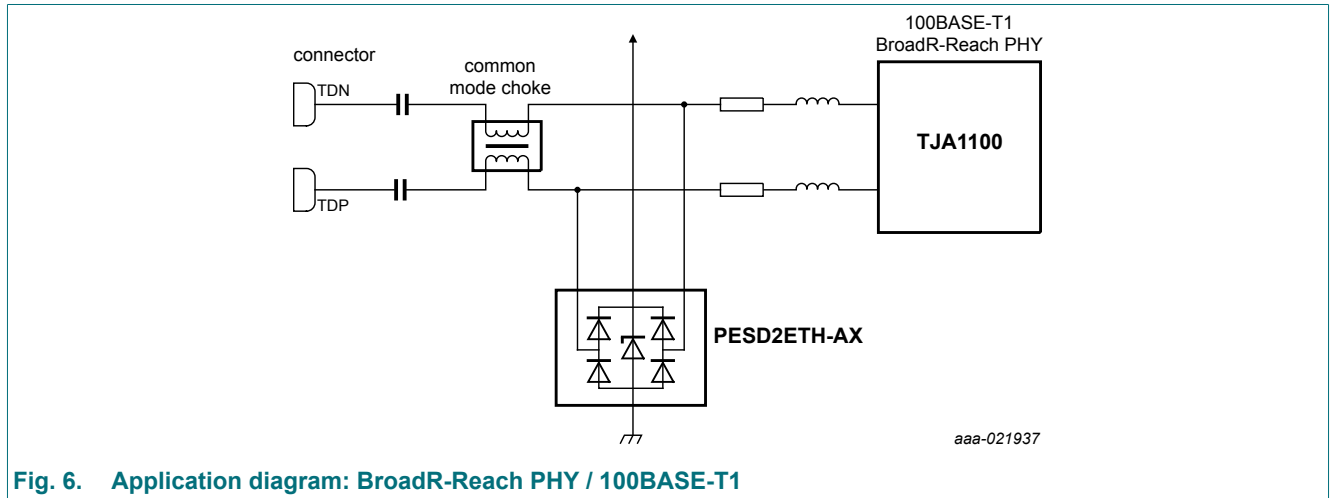 100BASE-T1
BroadR-Reach PHY
connector
common
mode choke
TDN
TJA1100
TDP
PESD2ETH-AX
aaa-021937
Fig. 6. Application diagram: BroadR-Reach PHY / 100BASE-T1